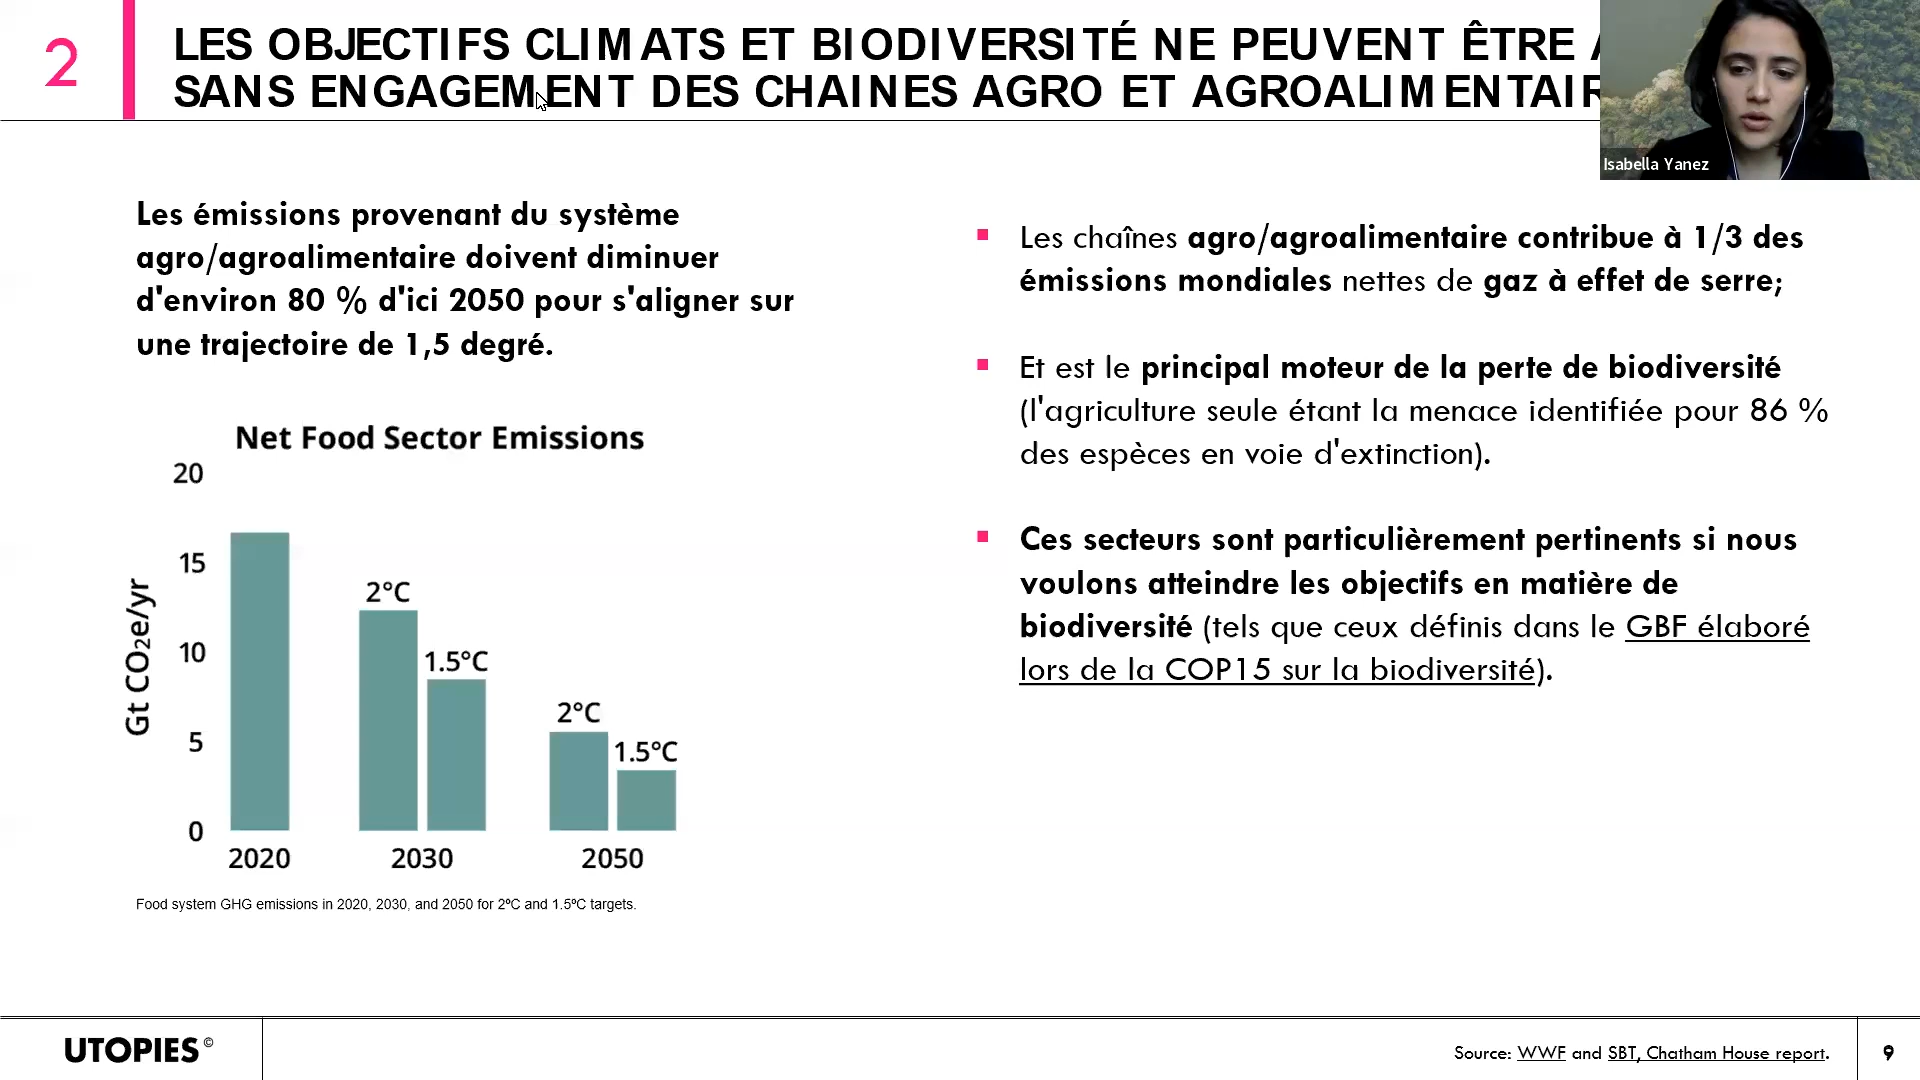 2
LES OBJECTIFS CLIMATS ET BIODIVERSITÉ NE PEUVENT ÊTRE
SANS ENGAGEMENT DES CHAINES AGRO ET AGROALIMENTAIR
Isabella Yanez
Les émissions provenant du système
agro/agroalimentaire doivent diminuer
d'environ 80 % d'ici 2050 pour s'aligner sur
une trajectoire de 1,5 degré.
Net Food Sector Emissions
20
15
10
5
0
Gt CO₂e/yr
2°C
1.5°C
2°C
1.5°C
2020 2030 2050
Food system GHG emissions in 2020, 2030, and 2050 for 2ºC and 1.5ºC targets.
Les chaînes agro/agroalimentaire contribue à 1/3 des
émissions mondiales nettes de gaz à effet de serre;
Et est le principal moteur de la perte de biodiversité
(l'agriculture seule étant la menace identifiée pour 86 %
des espèces en voie d'extinction).
Ces secteurs sont particulièrement pertinents si nous
voulons atteindre les objectifs en matière de
biodiversité (tels que ceux définis dans le GBF élaboré
lors de la COP15 sur la biodiversité).
UTOPIES©
Source: WWF and SBT, Chatham House report.
9